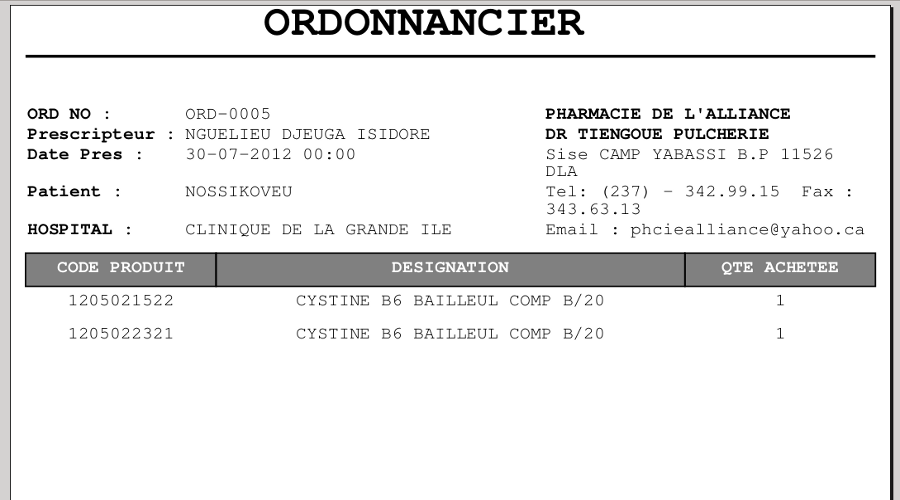 ORDONNANCIER
ORD NO : ORD-0005 PHARMACIE DE L'ALLIANCE
Prescripteur : NGUELIEU DJEUGA ISIDORE DR TIENGOUE PULCHERIE
Date Pres : 30-07-2012 00:00 Sise CAMP YABASSI B.P 11526
DLA
Patient : NOSSIKOVEU Tel: (237) - 342.99.15 Fax :
343.63.13
HOSPITAL : CLINIQUE DE LA GRANDE ILE Email : phciealliance@yahoo.ca
CODE PRODUIT DESIGNATION QTE ACHETEE
1205021522 CYSTINE B6 BAILLEUL COMP B/20 1
1205022321 CYSTINE B6 BAILLEUL COMP B/20 1